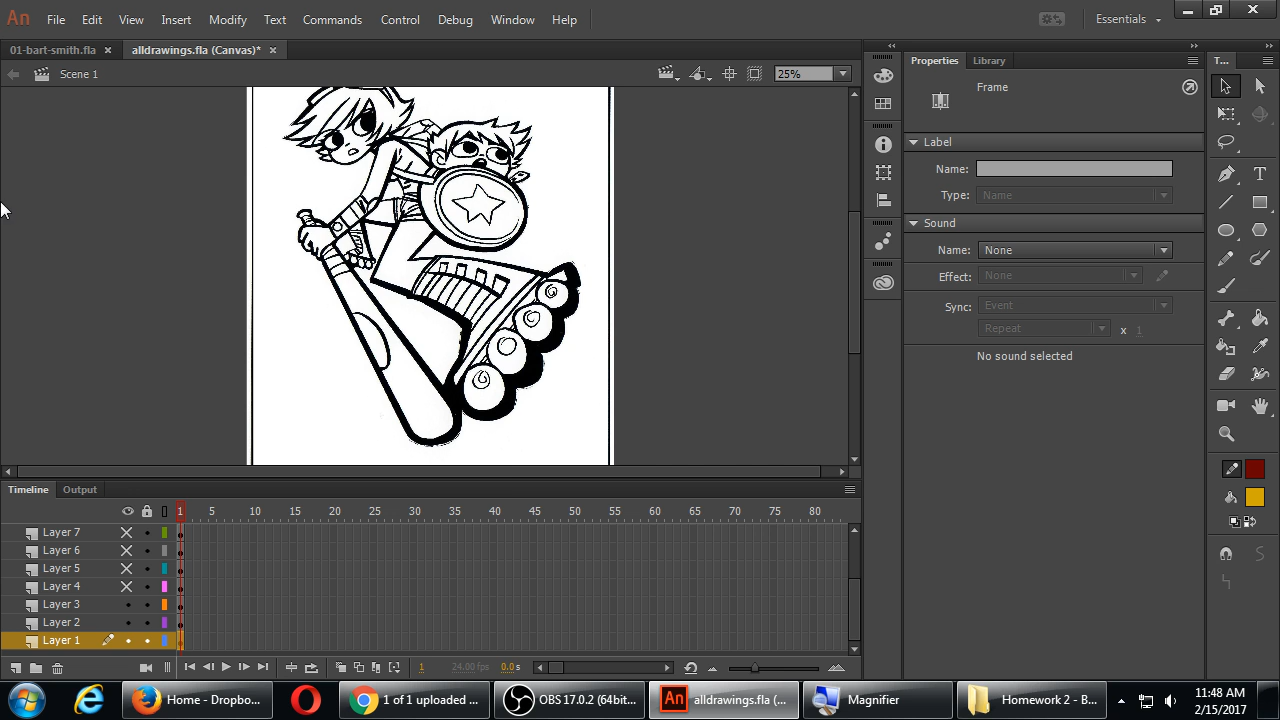 An File Edit View Insert Modify Text Commands Control Debug Window Help Essentials
01-bart-smith.fla × alldrawings.fla (Canvas)* ×
Scene 1 25%
Properties Library T...
Frame
Label
Name:
Type: Name
Sound
Name: None
Effect: None
Sync: Event
Repeat x 1
No sound selected
Timeline Output
1 5 10 15 20 25 30 35 40 45 50 55 60 65 70 75 80
Layer 7
Layer 6
Layer 5
Layer 4
Layer 3
Layer 2
Layer 1
1 24.00 fps 0.0 s
Home - Dropbo... 1 of 1 uploaded ... OBS 17.0.2 (64bit... An alldrawings.fla (... Magnifier Homework 2 - B... 11:48 AM
2/15/2017